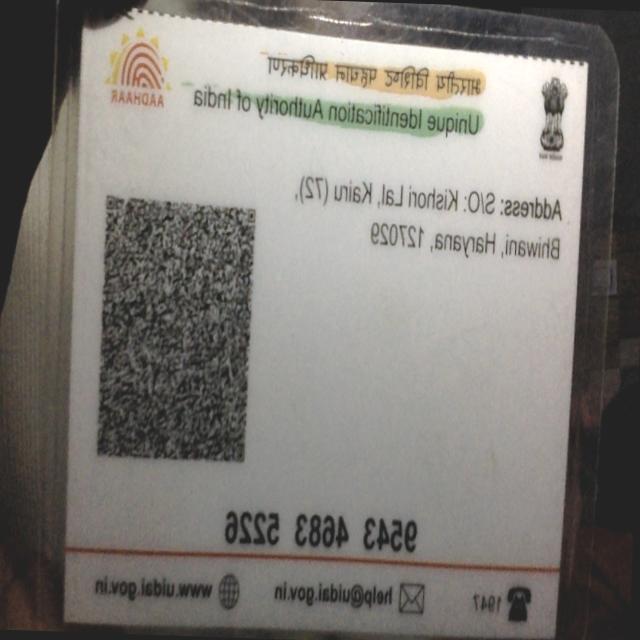 भारतीय विशिष्ट पहचान प्राधिकरण
Unique Identification Authority of India
AADHAAR
Address: S/O: Kishori Lal, Kairu (72),
Bhiwani, Haryana, 127029
9543 4683 5226
1947
help@uidai.gov.in
www.uidai.gov.in